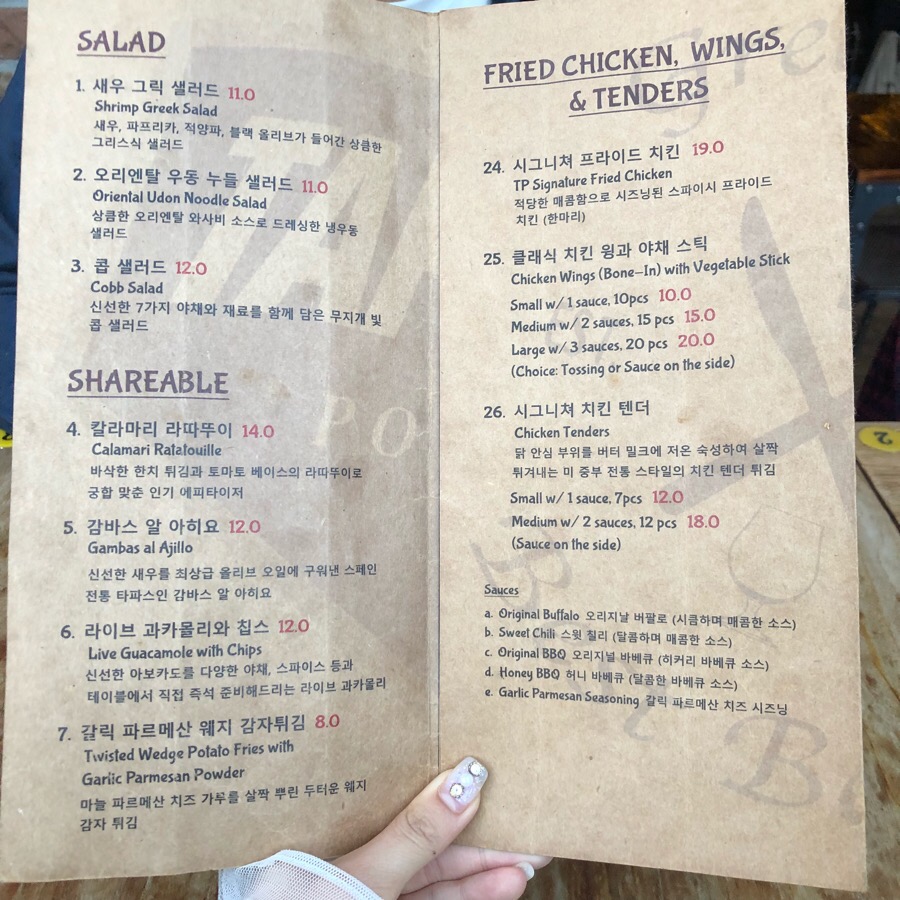 SALAD
1. 새우 그릭 샐러드 11.0
Shrimp Greek Salad
새우, 파프리카, 적양파, 블랙 올리브가 들어간 상큼한
그리스식 샐러드
2. 오리엔탈 우동 누들 샐러드 11.0
Oriental Udon Noodle Salad
상큼한 오리엔탈 와사비 소스로 드레싱한 냉우동
샐러드
3. 콥 샐러드 12.0
Cobb Salad
신선한 7가지 야채와 재료를 함께 담은 무지개 빛
콥 샐러드
SHAREABLE
4. 칼라마리 라따뚜이 14.0
Calamari Ratatouille
바삭한 한치 튀김과 토마토 베이스의 라따뚜이로
궁합 맞춘 인기 에피타이저
5. 감바스 알 아히요 12.0
Gambas al Ajillo
신선한 새우를 최상급 올리브 오일에 구워낸 스페인
전통 타파스인 감바스 알 아히요
6. 라이브 과카몰리와 칩스 12.0
Live Guacamole with Chips
신선한 아보카도를 다양한 야채, 스파이스 등과
테이블에서 직접 즉석 준비해드리는 라이브 과카몰리
7. 갈릭 파르메산 웨지 감자튀김 8.0
Twisted Wedge Potato Fries with
Garlic Parmesan Powder
마늘 파르메산 치즈 가루를 살짝 뿌린 두터운 웨지
감자 튀김
FRIED CHICKEN, WINGS,
& TENDERS
24. 시그니쳐 프라이드 치킨 19.0
TP Signature Fried Chicken
적당한 매콤함으로 시즈닝된 스파이시 프라이드
치킨 (한마리)
25. 클래식 치킨 윙과 야채 스틱
Chicken Wings (Bone-In) with Vegetable Stick
Small w/ 1 sauce, 10pcs 10.0
Medium w/ 2 sauces, 15 pcs 15.0
Large w/ 3 sauces, 20 pcs 20.0
(Choice: Tossing or Sauce on the side)
26. 시그니쳐 치킨 텐더
Chicken Tenders
닭 안심 부위를 버터 밀크에 저온 숙성하여 살짝
튀겨내는 미 중부 전통 스타일의 치킨 텐더 튀김
Small w/ 1 sauce, 7pcs 12.0
Medium w/ 2 sauces, 12 pcs 18.0
(Sauce on the side)
Sauces
a. Original Buffalo 오리지날 버팔로 (시큼하며 매콤한 소스)
b. Sweet Chili 스윗 칠리 (달콤하며 매콤한 소스)
c. Original BBQ 오리지널 바베큐 (히커리 바베큐 소스)
d. Honey BBQ 허니 바베큐 (달콤한 바베큐 소스)
e. Garlic Parmesan Seasoning 갈릭 파르메산 치즈 시즈닝
2